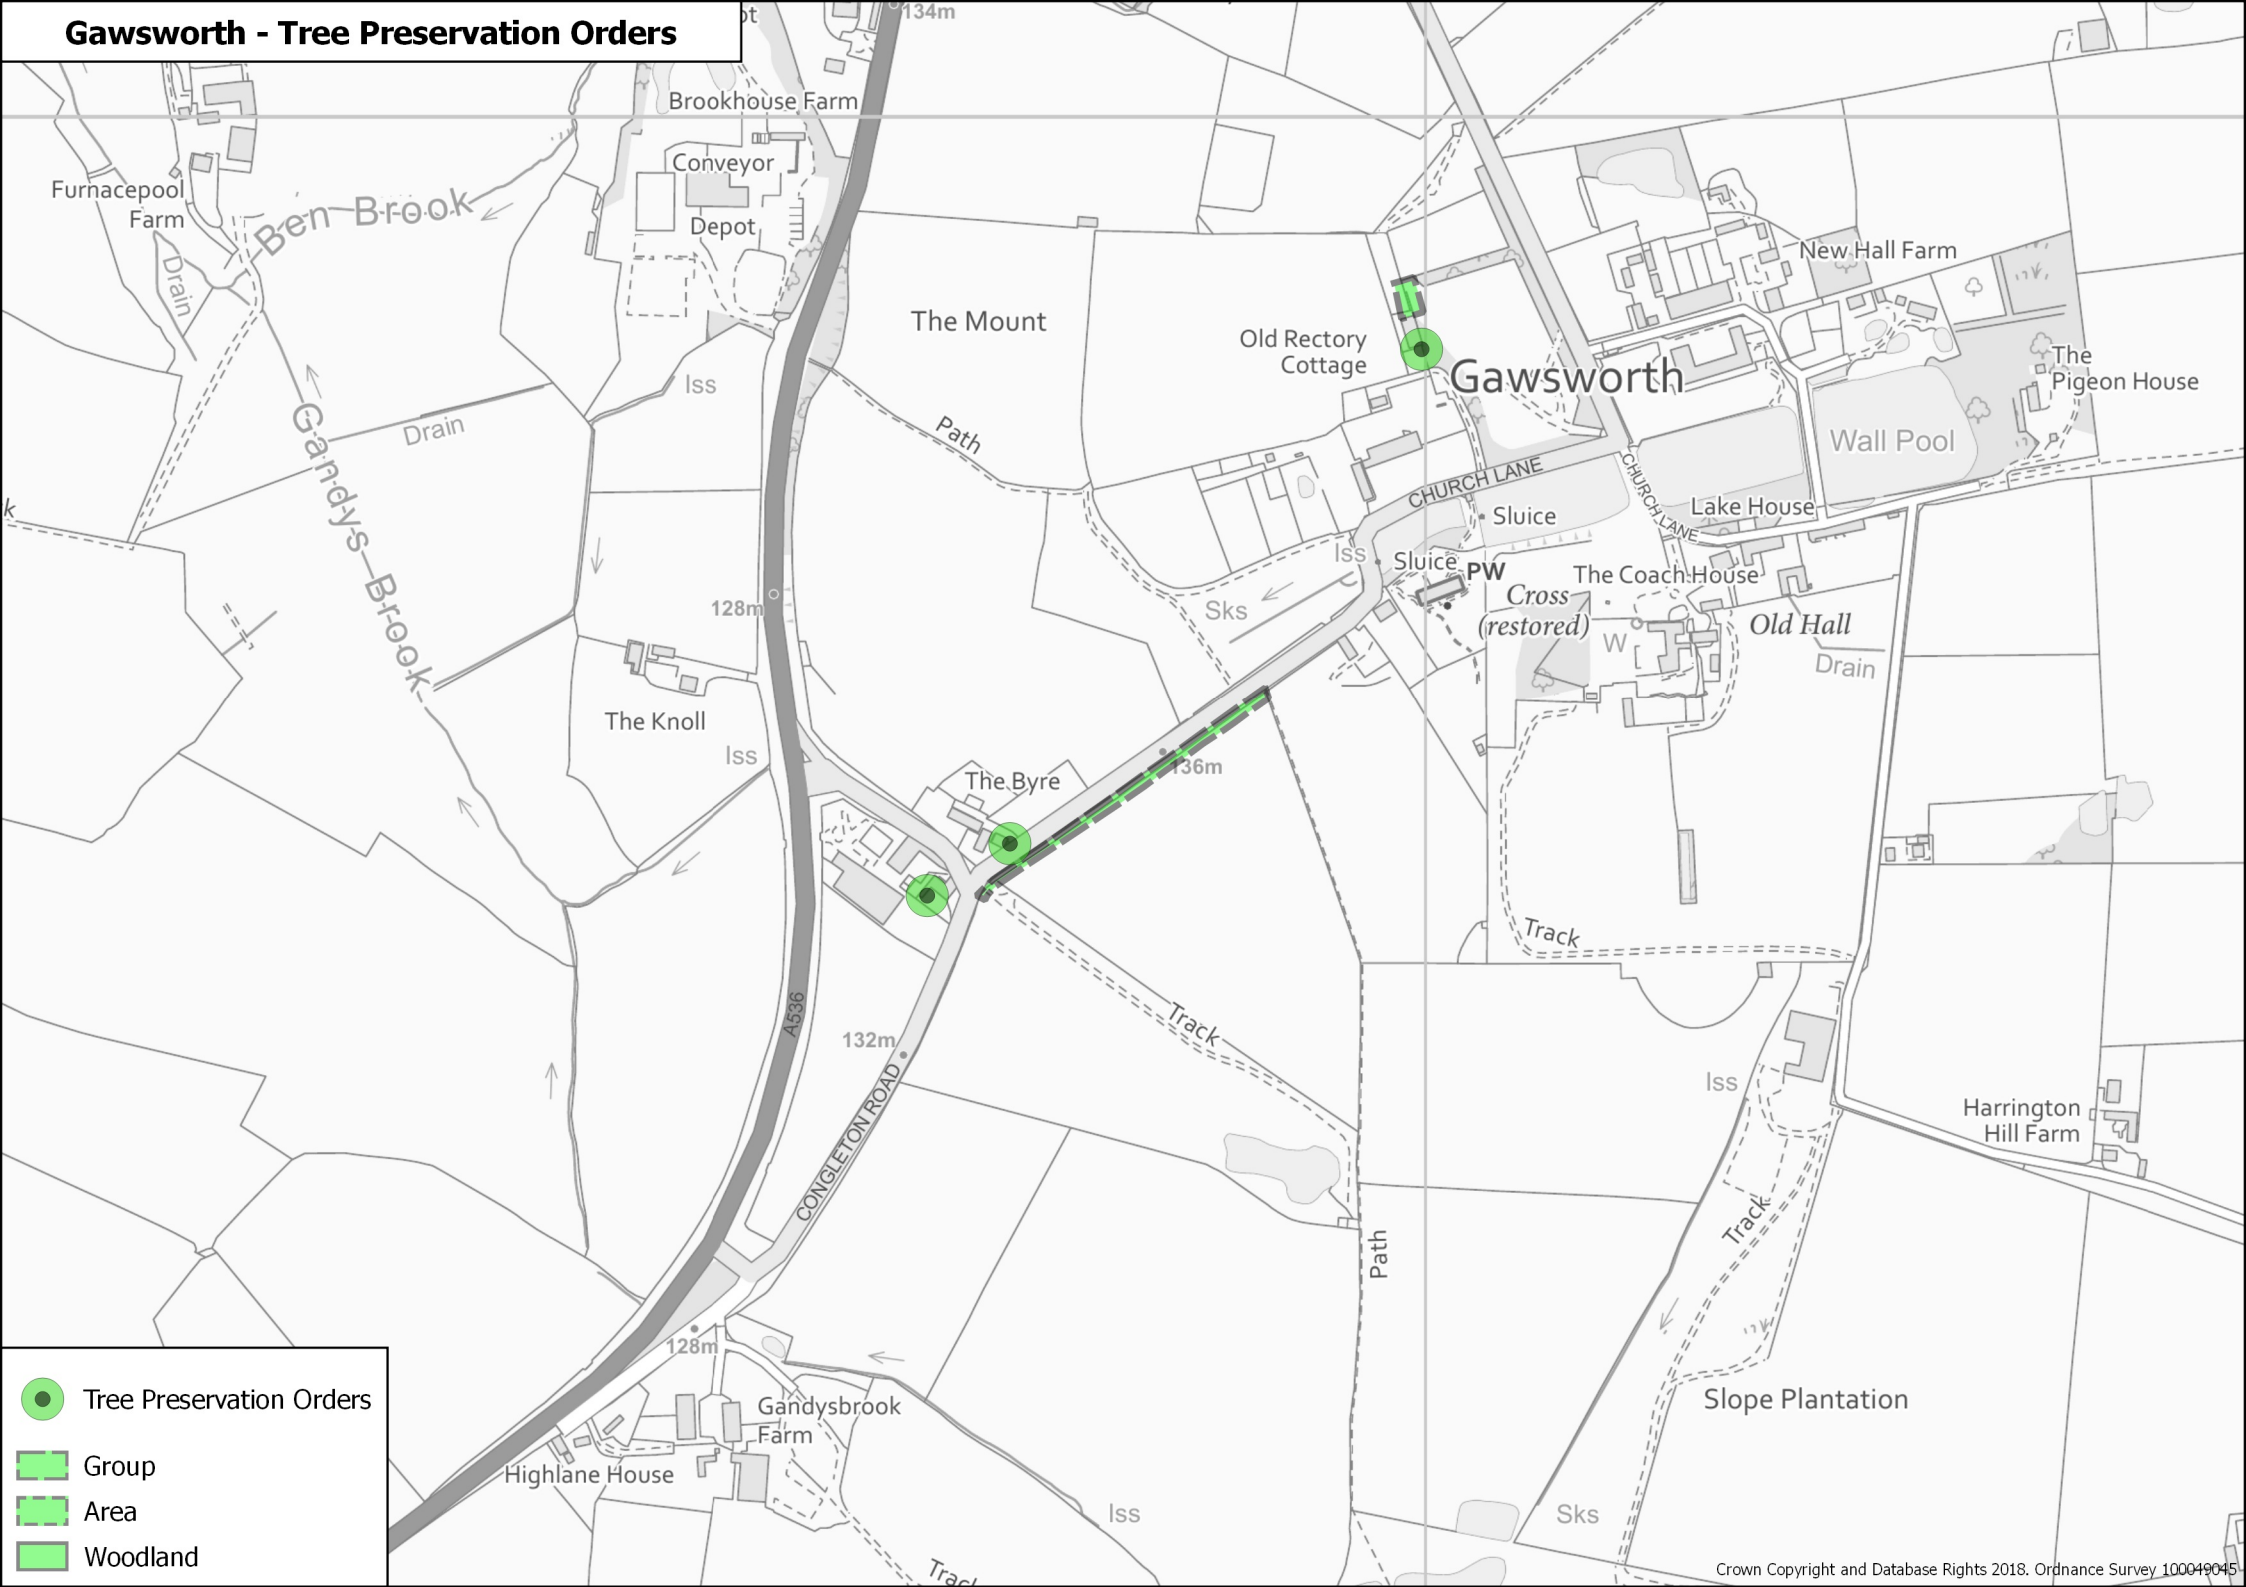 Gawsworth - Tree Preservation Orders
134m
Brookhouse Farm
Conveyor
Depot
Furnacepool
Farm
Ben Brook
Drain
New Hall Farm
The Mount
Old Rectory
Cottage
Gawsworth
The
Pigeon House
Iss
Drain
Path
Wall Pool
Gandys Brook
CHURCH LANE
CHURCH LANE
Lake House
Sluice
k
Iss
Sluice
PW
The Coach House
Cross
(restored)
128m
Sks
Old Hall
W
Drain
The Knoll
Iss
136m
The Byre
Track
A536
132m
Track
CONGLETON ROAD
Iss
Harrington
Hill Farm
Track
Path
128m
Slope Plantation
Gandysbrook
Farm
Highlane House
Iss
Sks
Tree Preservation Orders
Group
Area
Woodland
Crown Copyright and Database Rights 2018. Ordnance Survey 100049045